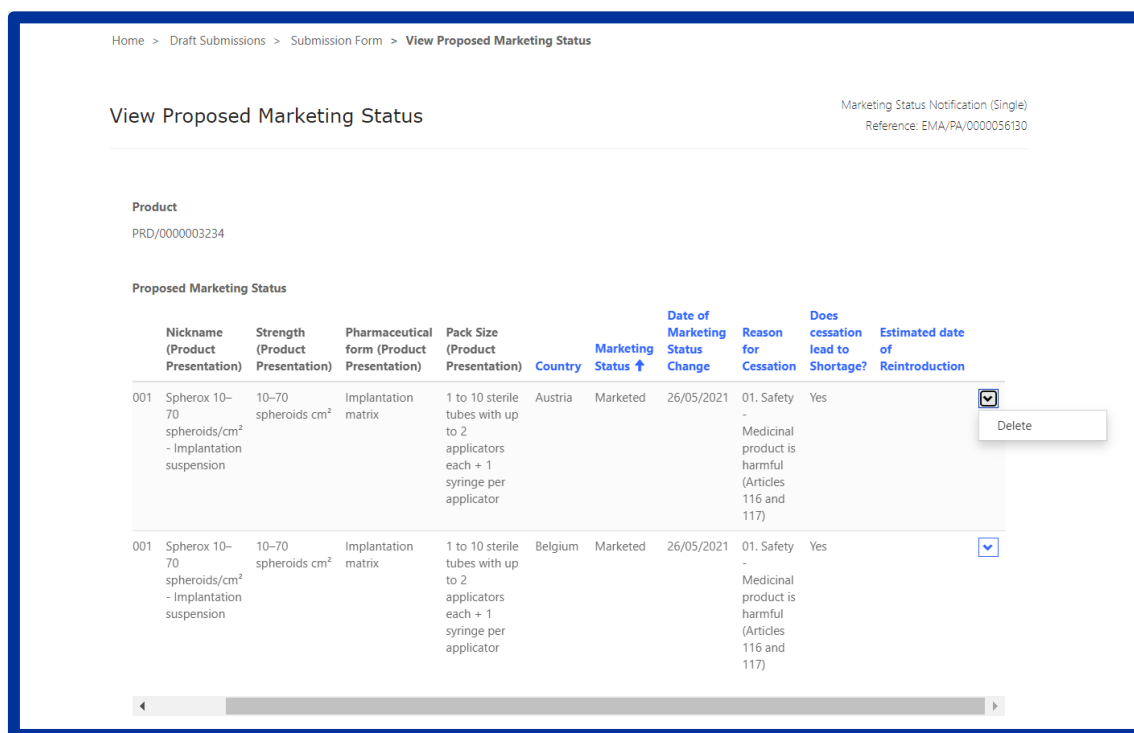 Home > Draft Submissions > Submission Form > View Proposed Marketing Status
View Proposed Marketing Status
Marketing Status Notification (Single)
Reference: EMA/PA/0000056130
Product
PRD/0000003234
Proposed Marketing Status
Nickname (Product Presentation)
Strength (Product Presentation)
Pharmaceutical form (Product Presentation)
Pack Size (Product Presentation)
Country
Marketing Status ↑
Date of Marketing Status Change
Reason for Cessation
Does cessation lead to Shortage?
Estimated date of Reintroduction
001
Spherox 10–
70
spheroids/cm²
- Implantation
suspension
10–70
spheroids cm²
Implantation
matrix
1 to 10 sterile
tubes with up
to 2
applicators
each + 1
syringe per
applicator
Austria
Marketed
26/05/2021
01. Safety
-
Medicinal
product is
harmful
(Articles
116 and
117)
Yes
Delete
001
Spherox 10–
70
spheroids/cm²
- Implantation
suspension
10–70
spheroids cm²
Implantation
matrix
1 to 10 sterile
tubes with up
to 2
applicators
each + 1
syringe per
applicator
Belgium
Marketed
26/05/2021
01. Safety
-
Medicinal
product is
harmful
(Articles
116 and
117)
Yes